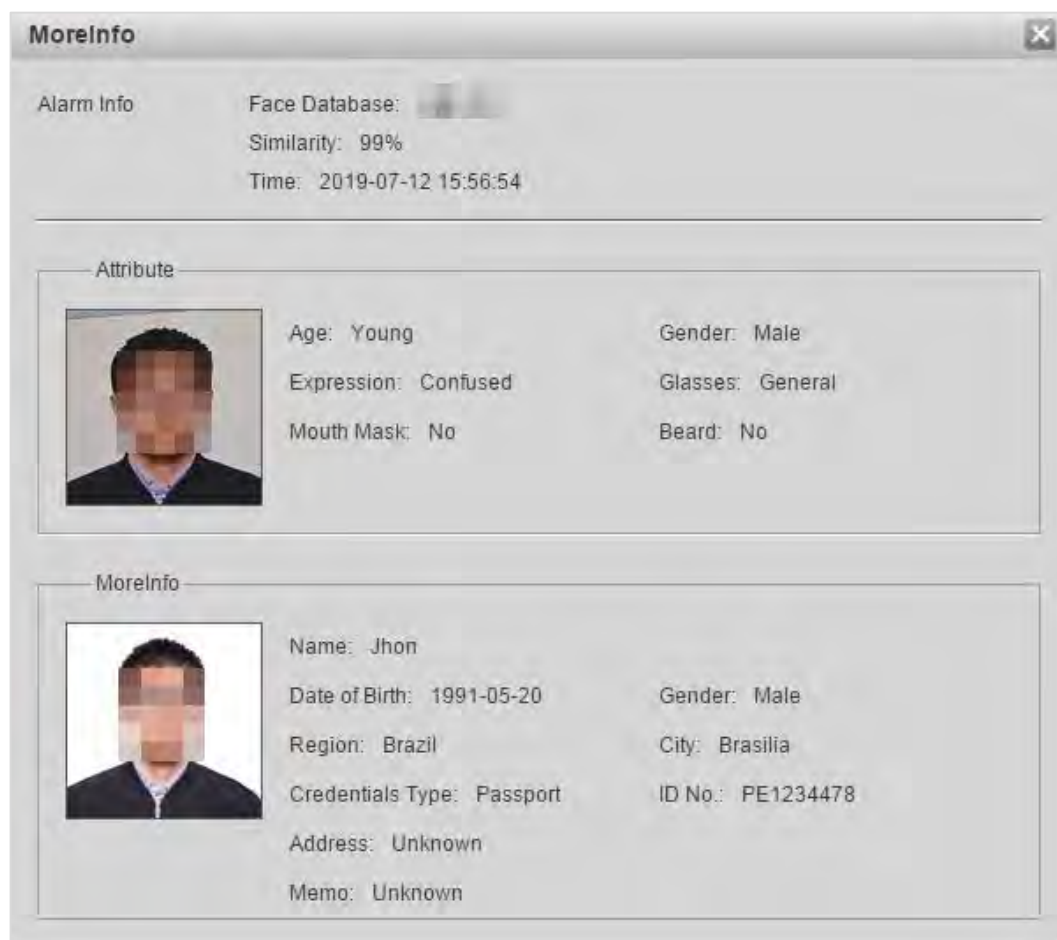 MoreInfo
Alarm Info
Face Database:
Similarity: 99%
Time: 2019-07-12 15:56:54
Attribute
Age: Young Gender: Male
Expression: Confused Glasses: General
Mouth Mask: No Beard: No
MoreInfo
Name: Jhon
Date of Birth: 1991-05-20 Gender: Male
Region: Brazil City: Brasilia
Credentials Type: Passport ID No.: PE1234478
Address: Unknown
Memo: Unknown